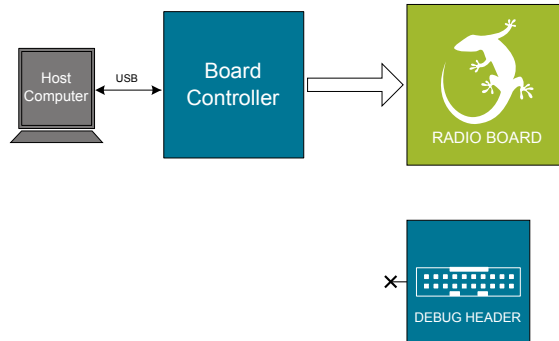 Host
Computer
USB
Board
Controller
RADIO BOARD
DEBUG HEADER